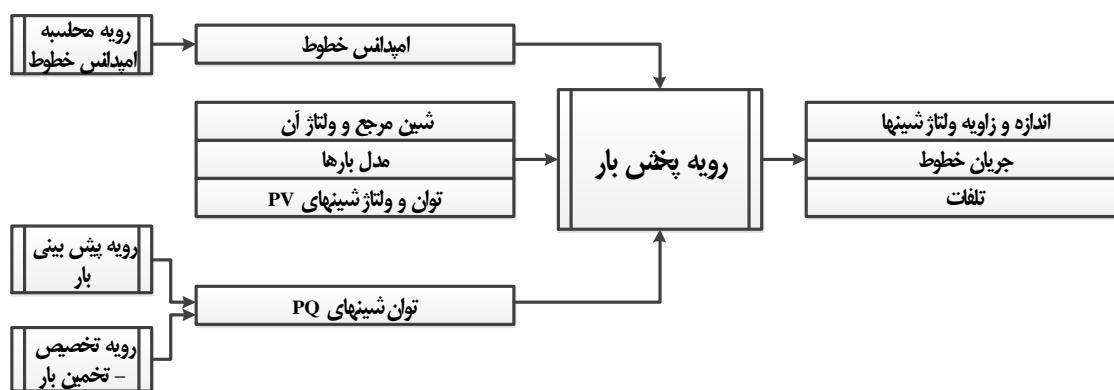 رویه محاسبه
امپدانس خطوط
امپدانس خطوط
شین مرجع و ولتاژ آن
مدل بارها
توان و ولتاژ شینهای PV
رویه پیش بینی
بار
توان شینهای PQ
رویه تخصیص
– تخمین بار
رویه پخش بار
اندازه و زاویه ولتاژ شینها
جریان خطوط
تلفات